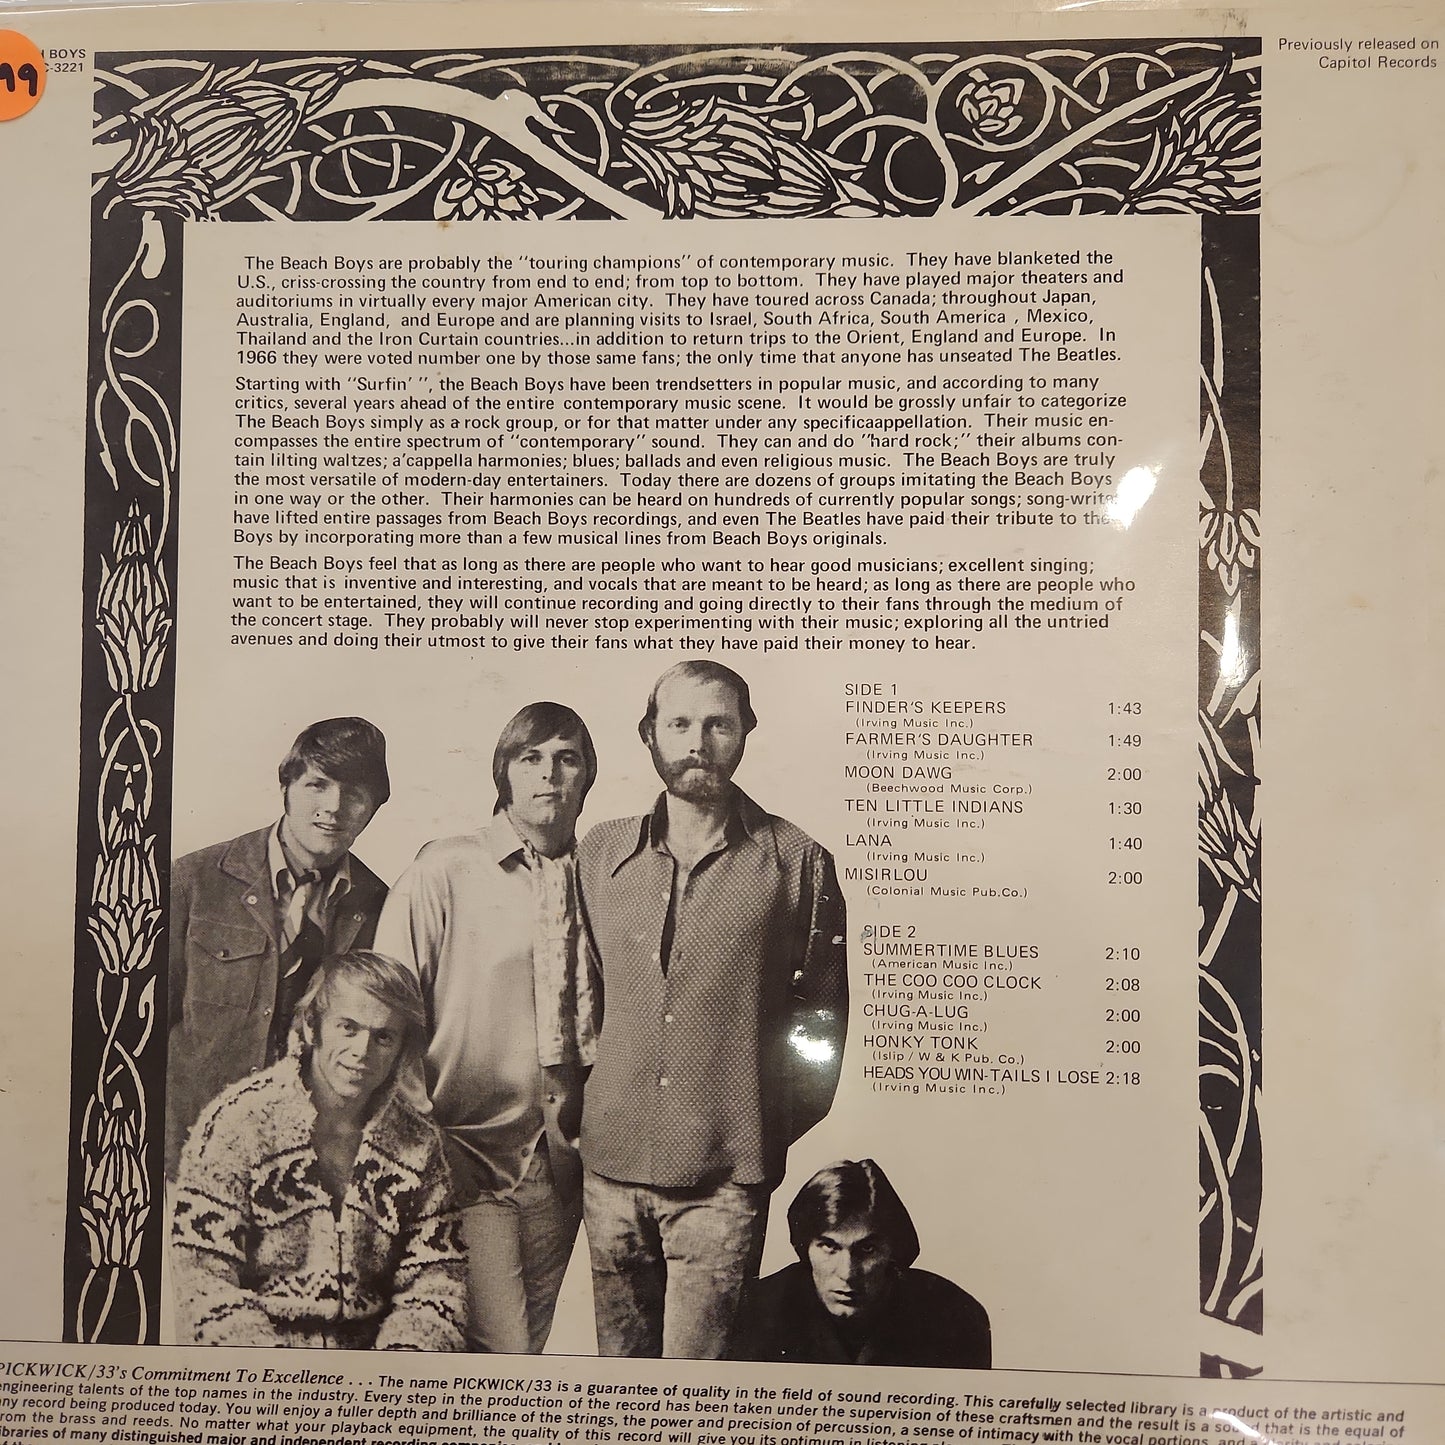 BOYS
-3221
99
Previously released on
Capitol Records
The Beach Boys are probably the "touring champions" of contemporary music. They have blanketed the
U.S., criss-crossing the country from end to end; from top to bottom. They have played major theaters and
auditoriums in virtually every major American city. They have toured across Canada; throughout Japan,
Australia, England, and Europe and are planning visits to Israel, South Africa, South America , Mexico,
Thailand and the Iron Curtain countries...in addition to return trips to the Orient, England and Europe. In
1966 they were voted number one by those same fans; the only time that anyone has unseated The Beatles.
Starting with "Surfin' ", the Beach Boys have been trendsetters in popular music, and according to many
critics, several years ahead of the entire contemporary music scene. It would be grossly unfair to categorize
The Beach Boys simply as a rock group, or for that matter under any specificaappellation. Their music en-
compasses the entire spectrum of "contemporary" sound. They can and do "hard rock;" their albums con-
tain lilting waltzes; a'cappella harmonies; blues; ballads and even religious music. The Beach Boys are truly
the most versatile of modern-day entertainers. Today there are dozens of groups imitating the Beach Boys
in one way or the other. Their harmonies can be heard on hundreds of currently popular songs; song-write
have lifted entire passages from Beach Boys recordings, and even The Beatles have paid their tribute to the
Boys by incorporating more than a few musical lines from Beach Boys originals.
The Beach Boys feel that as long as there are people who want to hear good musicians; excellent singing;
music that is inventive and interesting, and vocals that are meant to be heard; as long as there are people who
want to be entertained, they will continue recording and going directly to their fans through the medium of
the concert stage. They probably will never stop experimenting with their music; exploring all the untried
avenues and doing their utmost to give their fans what they have paid their money to hear.
SIDE 1
FINDER'S KEEPERS 1:43
(Irving Music Inc.)
FARMER'S DAUGHTER 1:49
(Irving Music Inc.)
MOON DAWG 2:00
(Beechwood Music Corp.)
TEN LITTLE INDIANS 1:30
(Irving Music Inc.)
LANA 1:40
(Irving Music Inc.)
MISIRLOU 2:00
(Colonial Music Pub.Co.)
SIDE 2
SUMMERTIME BLUES 2:10
(American Music Inc.)
THE COO COO CLOCK 2:08
(Irving Music Inc.)
CHUG-A-LUG 2:00
(Irving Music Inc.)
HONKY TONK 2:00
(Islip / W & K Pub. Co.)
HEADS YOU WIN-TAILS I LOSE 2:18
(Irving Music Inc.)
PICKWICK/33's Commitment To Excellence . . . The name PICKWICK/33 is a guarantee of quality in the field of sound recording. This carefully selected library is a product of the artistic and
engineering talents of the top names in the industry. Every step in the production of the record has been taken under the supervision of these craftsmen and the result is a sound that is the equal of
any record being produced today. You will enjoy a fuller depth and brilliance of the strings, the power and precision of percussion, a sense of intimacy with the vocal portions, and
from the brass and reeds. No matter what your playback equipment, the quality of this record will give you its optimum in listening
libraries of many distinguished major and independent recording